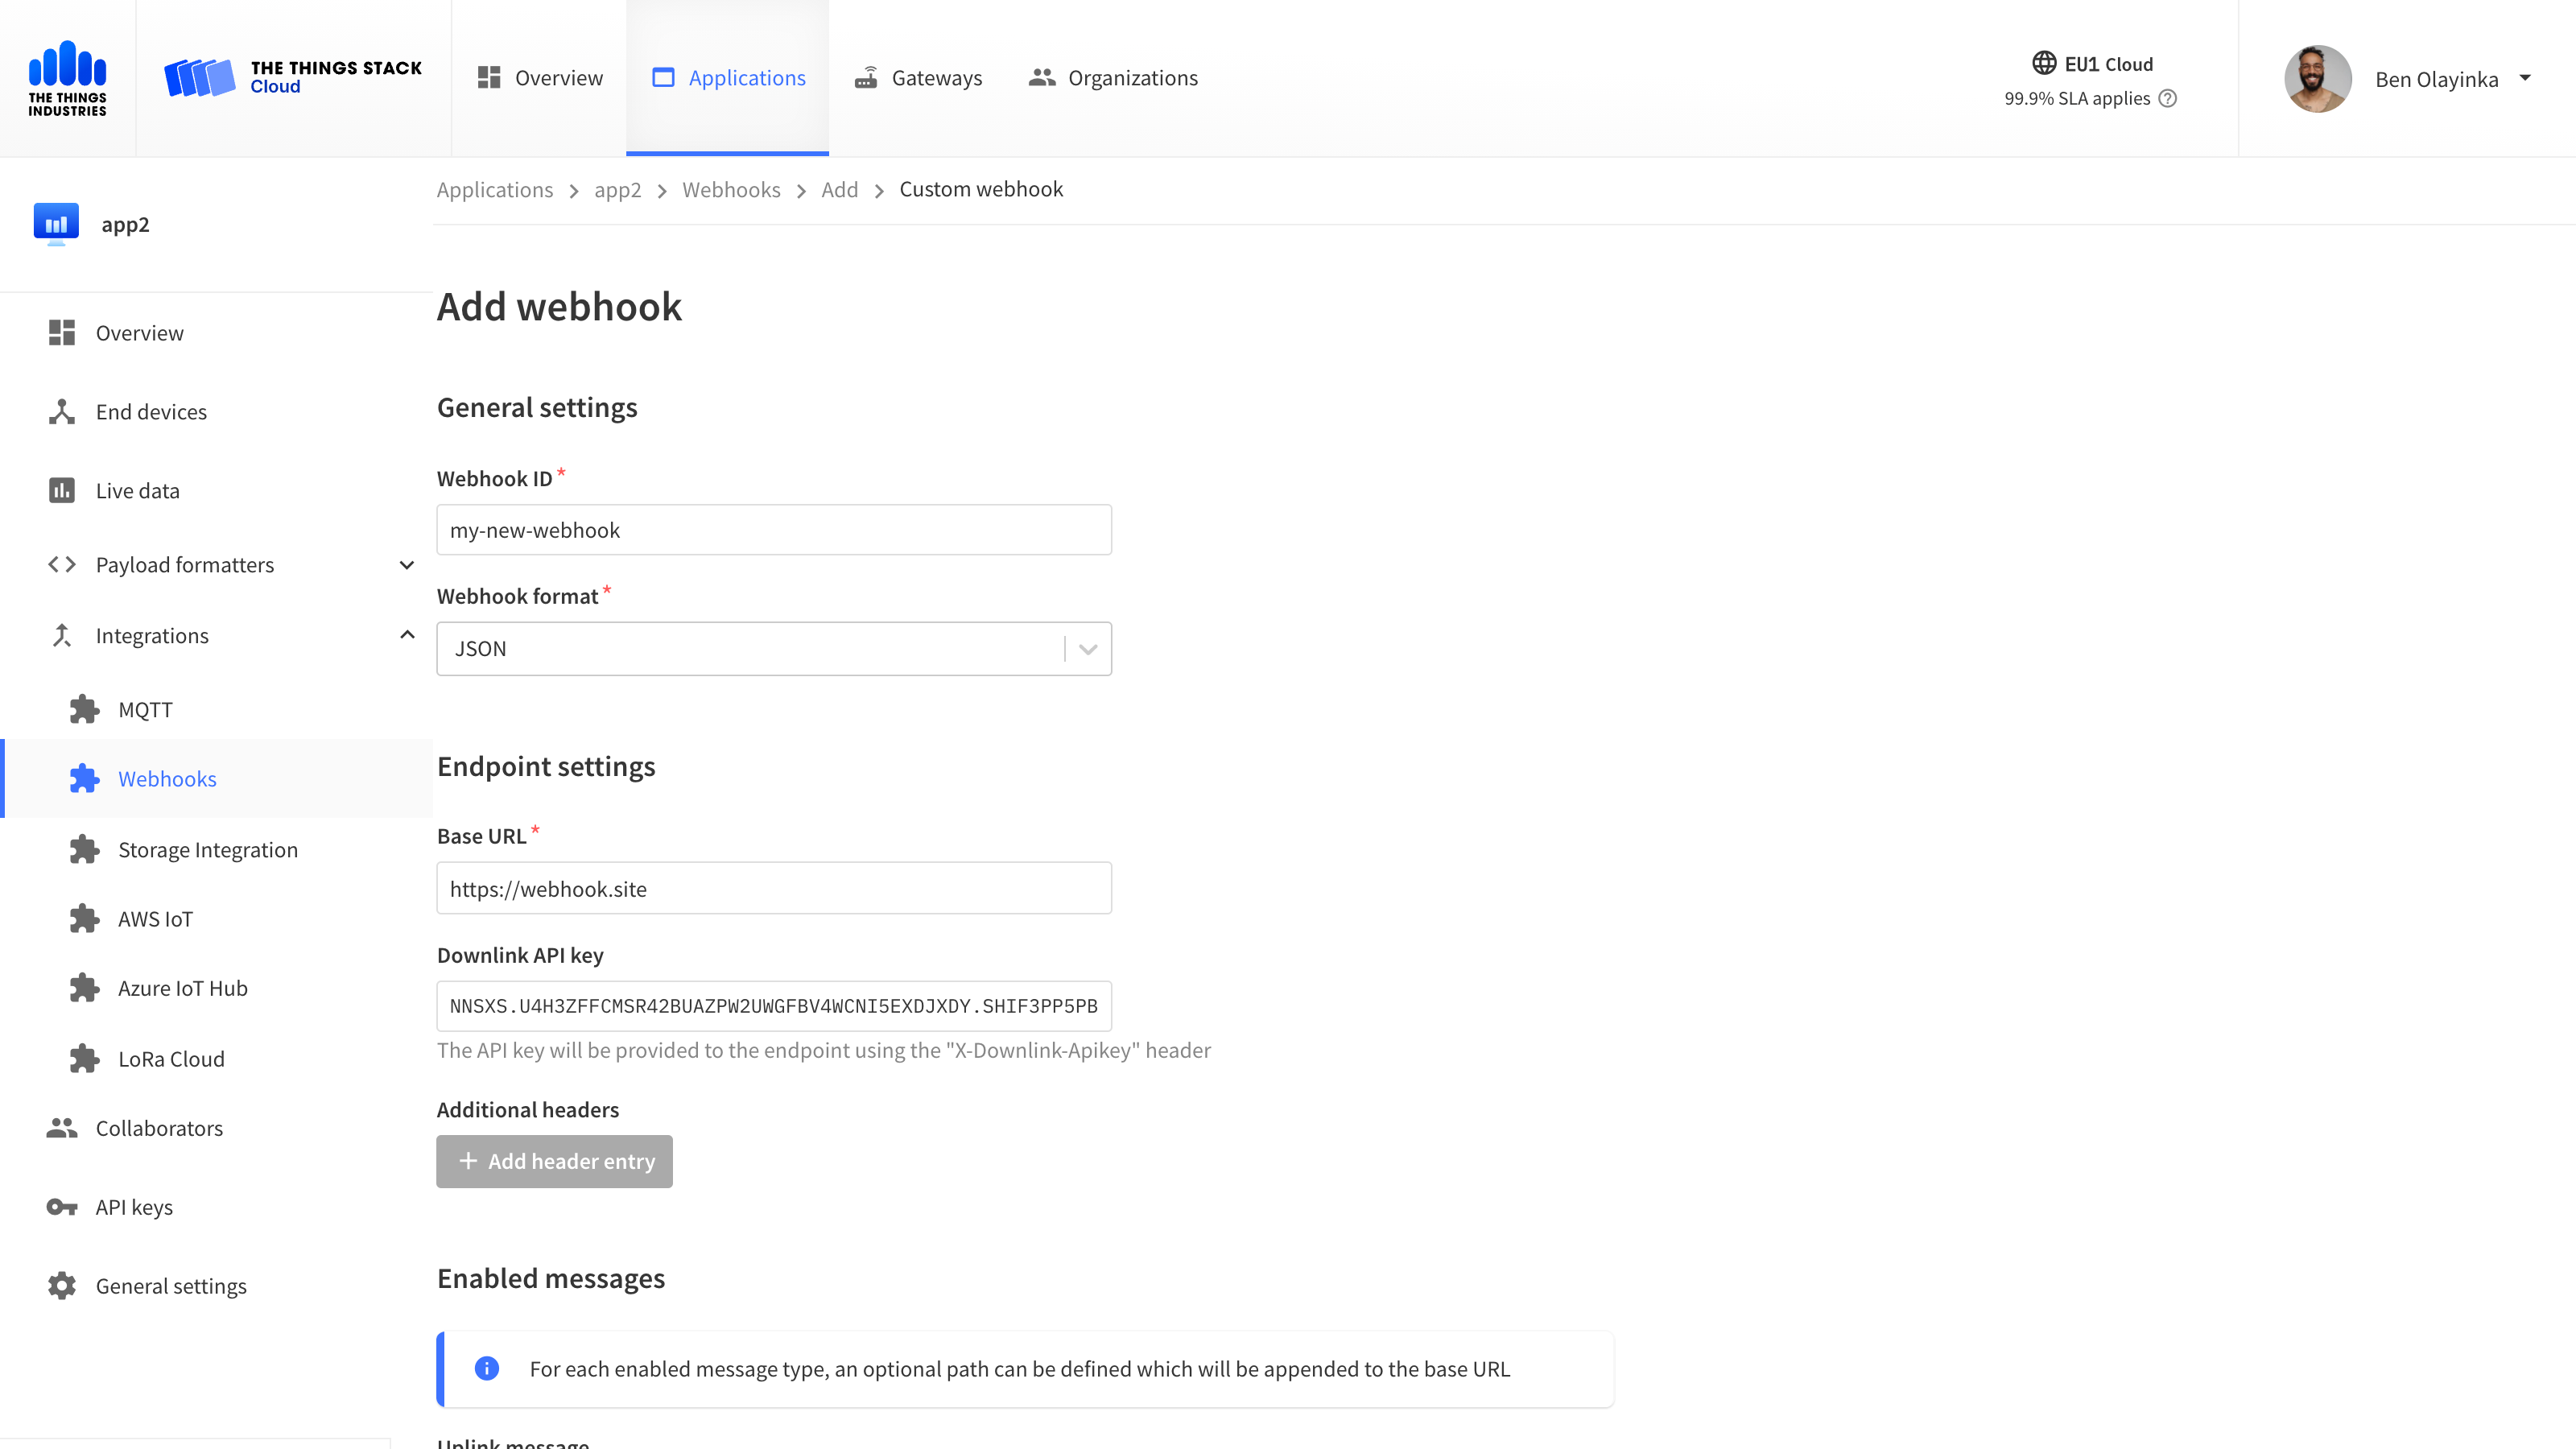 THE THINGS
INDUSTRIES
THE THINGS STACK
Cloud
Overview
Applications
Gateways
Organizations
EU1 Cloud
99.9% SLA applies
Ben Olayinka
app2
Overview
End devices
Live data
Payload formatters
Integrations
MQTT
Webhooks
Storage Integration
AWS IoT
Azure IoT Hub
LoRa Cloud
Collaborators
API keys
General settings
Applications > app2 > Webhooks > Add > Custom webhook
Add webhook
General settings
Webhook ID *
my-new-webhook
Webhook format *
JSON
Endpoint settings
Base URL *
https://webhook.site
Downlink API key
NNSXS.U4H3ZFFCMSR42BUAZPW2UWGFBV4WCNI5EXDJXDY.SHIF3PP5PB
The API key will be provided to the endpoint using the "X-Downlink-Apikey" header
Additional headers
+ Add header entry
Enabled messages
For each enabled message type, an optional path can be defined which will be appended to the base URL
Uplink message